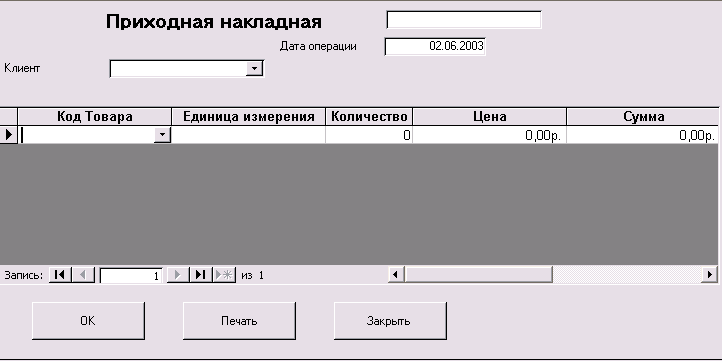 Приходная накладная
Дата операции 02.06.2003
Клиент
Код Товара Единица измерения Количество Цена Сумма
0 0,00р. 0,00р.
Запись: 1 из 1
ОК Печать Закрыть